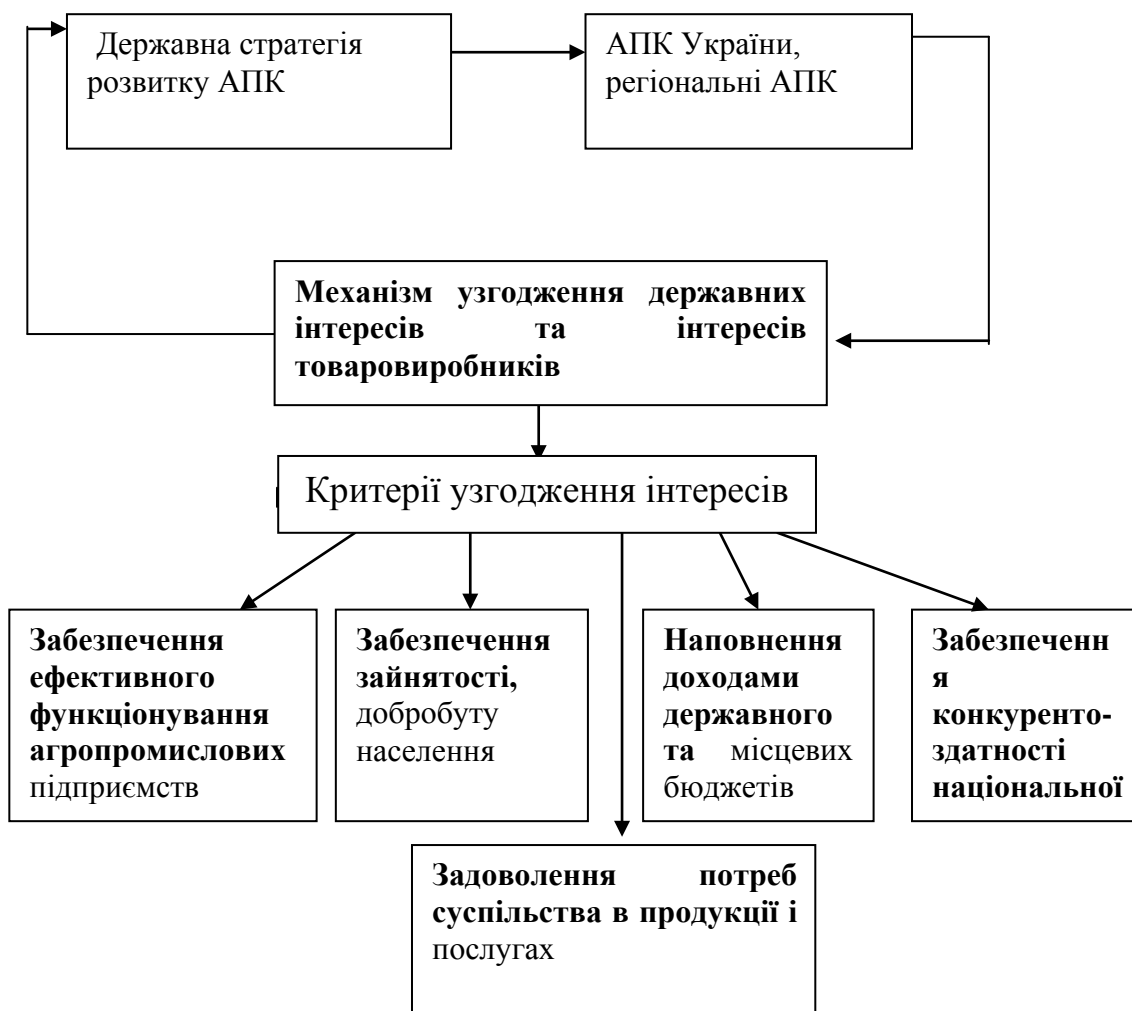 Державна стратегія
розвитку АПК
АПК України,
регіональні АПК
Механізм узгодження державних
інтересів та інтересів
товаровиробників
Критерії узгодження інтересів
Забезпечення
ефективного
функціонування
агропромислових
підприємств
Забезпечення
зайнятості,
добробуту
населення
Наповнення
доходами
державного
та місцевих
бюджетів
Забезпеченн
я
конкуренто-
здатності
національної
Задоволення потреб
суспільства в продукції і
послугах